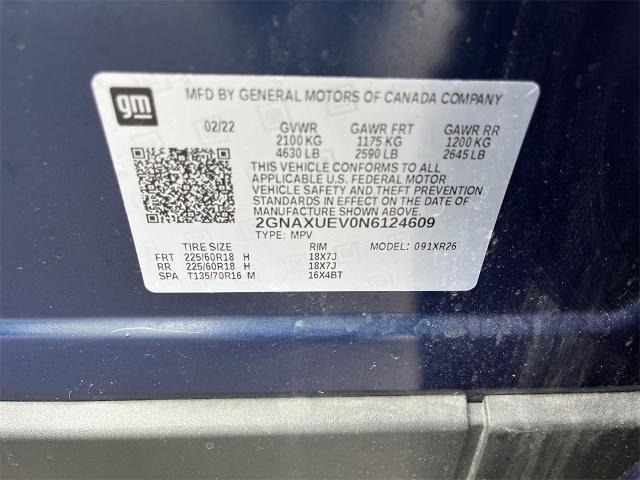 gm
MFD BY GENERAL MOTORS OF CANADA COMPANY
02/22 GVWR GAWR FRT GAWR RR
2100 KG 1175 KG 1200 KG
4630 LB 2590 LB 2645 LB
THIS VEHICLE CONFORMS TO ALL
APPLICABLE U.S. FEDERAL MOTOR
VEHICLE SAFETY AND THEFT PREVENTION
STANDARDS IN EFFECT ON THE DATE OF
MANUFACTURE SHOWN ABOVE.
2GNAXUEV0N6124609
TYPE: MPV MODEL: 091XR26
TIRE SIZE RIM
FRT 225/60R18 H 18X7J
RR 225/60R18 H 18X7J
SPA T135/70R16 M 16X4BT